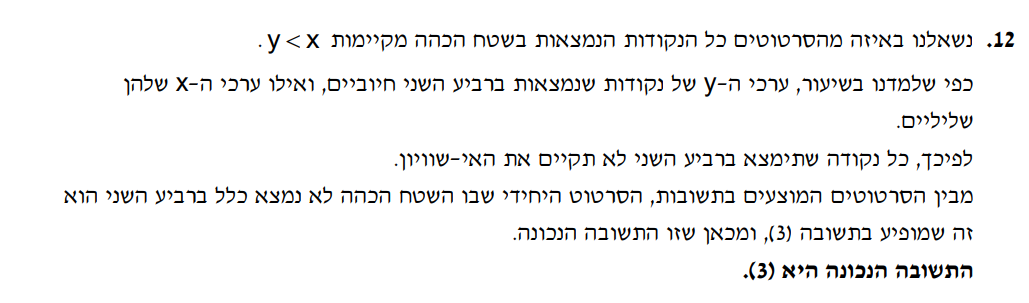 12. נשאלנו באיזה מהסרטוטים כל הנקודות הנמצאות בשטח הכהה מקיימות y < x .
כפי שלמדנו בשיעור, ערכי ה-y של נקודות שנמצאות ברביע השני חיוביים, ואילו ערכי ה-x שלהן
שליליים.
לפיכך, כל נקודה שתימצא ברביע השני לא תקיים את האי-שוויון.
מבין הסרטוטים המוצעים בתשובות, הסרטוט היחידי שבו השטח הכהה לא נמצא כלל ברביע השני הוא
זה שמופיע בתשובה (3), ומכאן שזו התשובה הנכונה.
התשובה הנכונה היא (3).